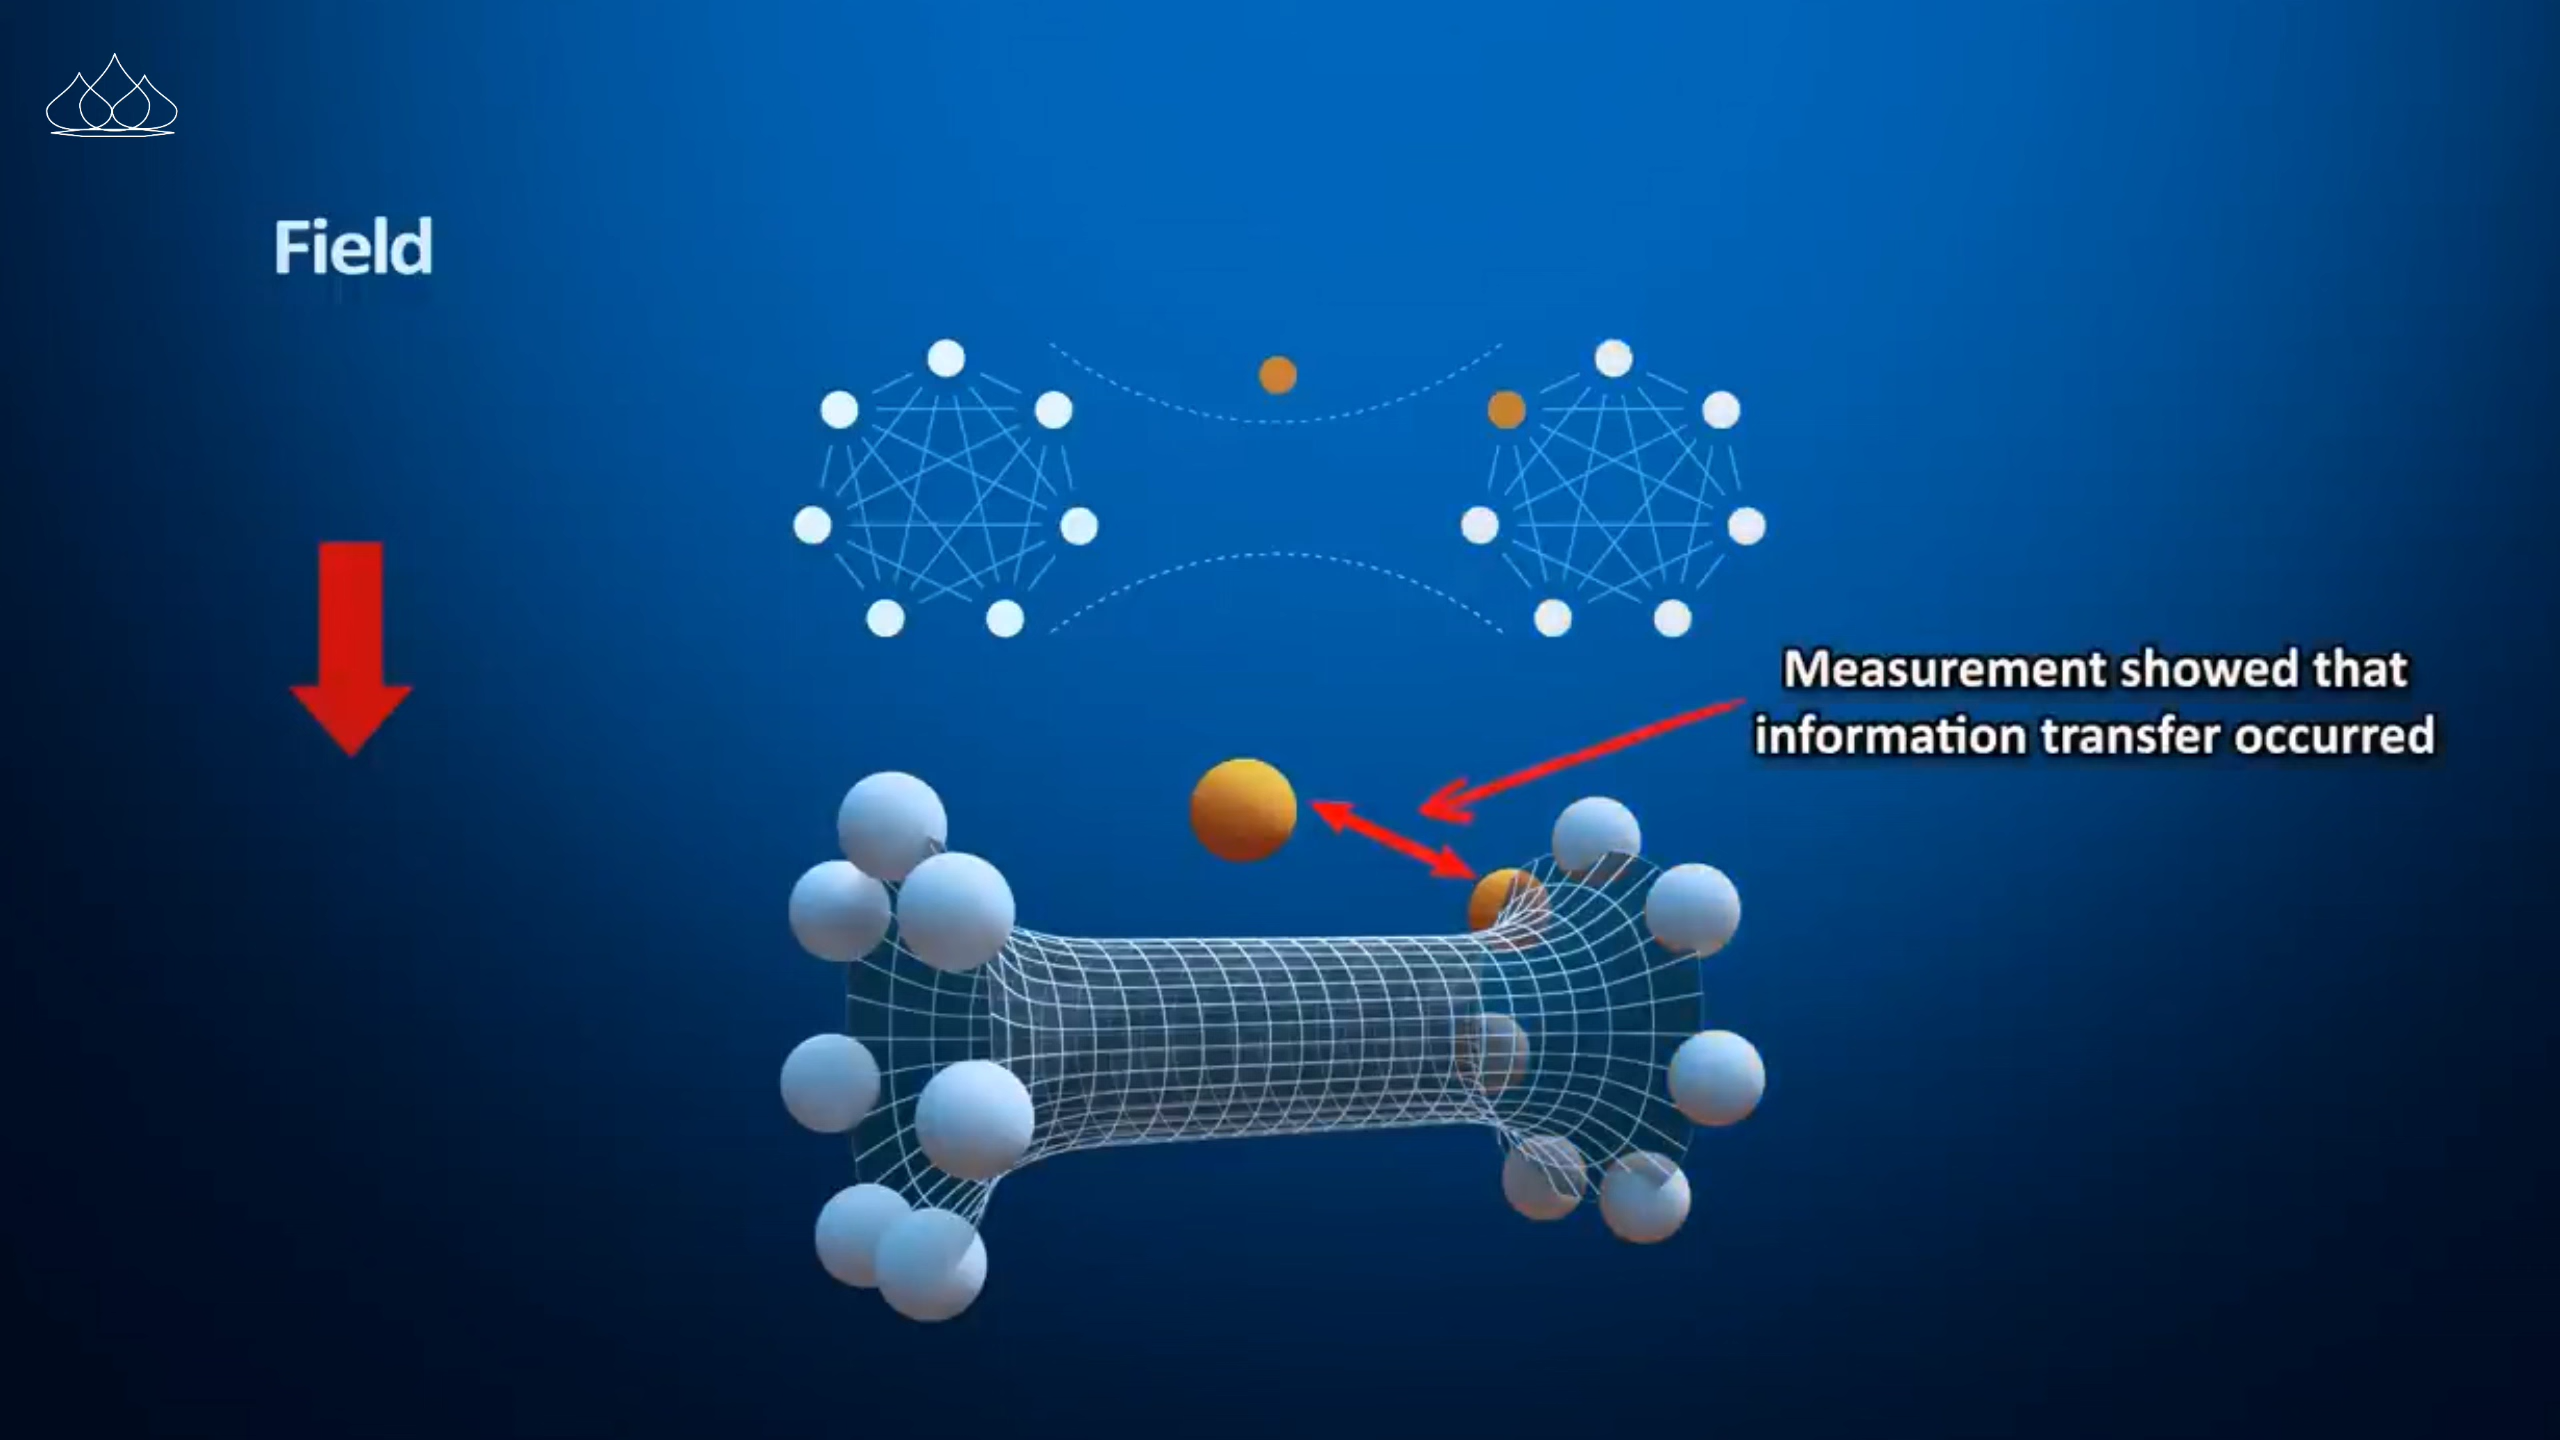 Field
Measurement showed that
information transfer occurred